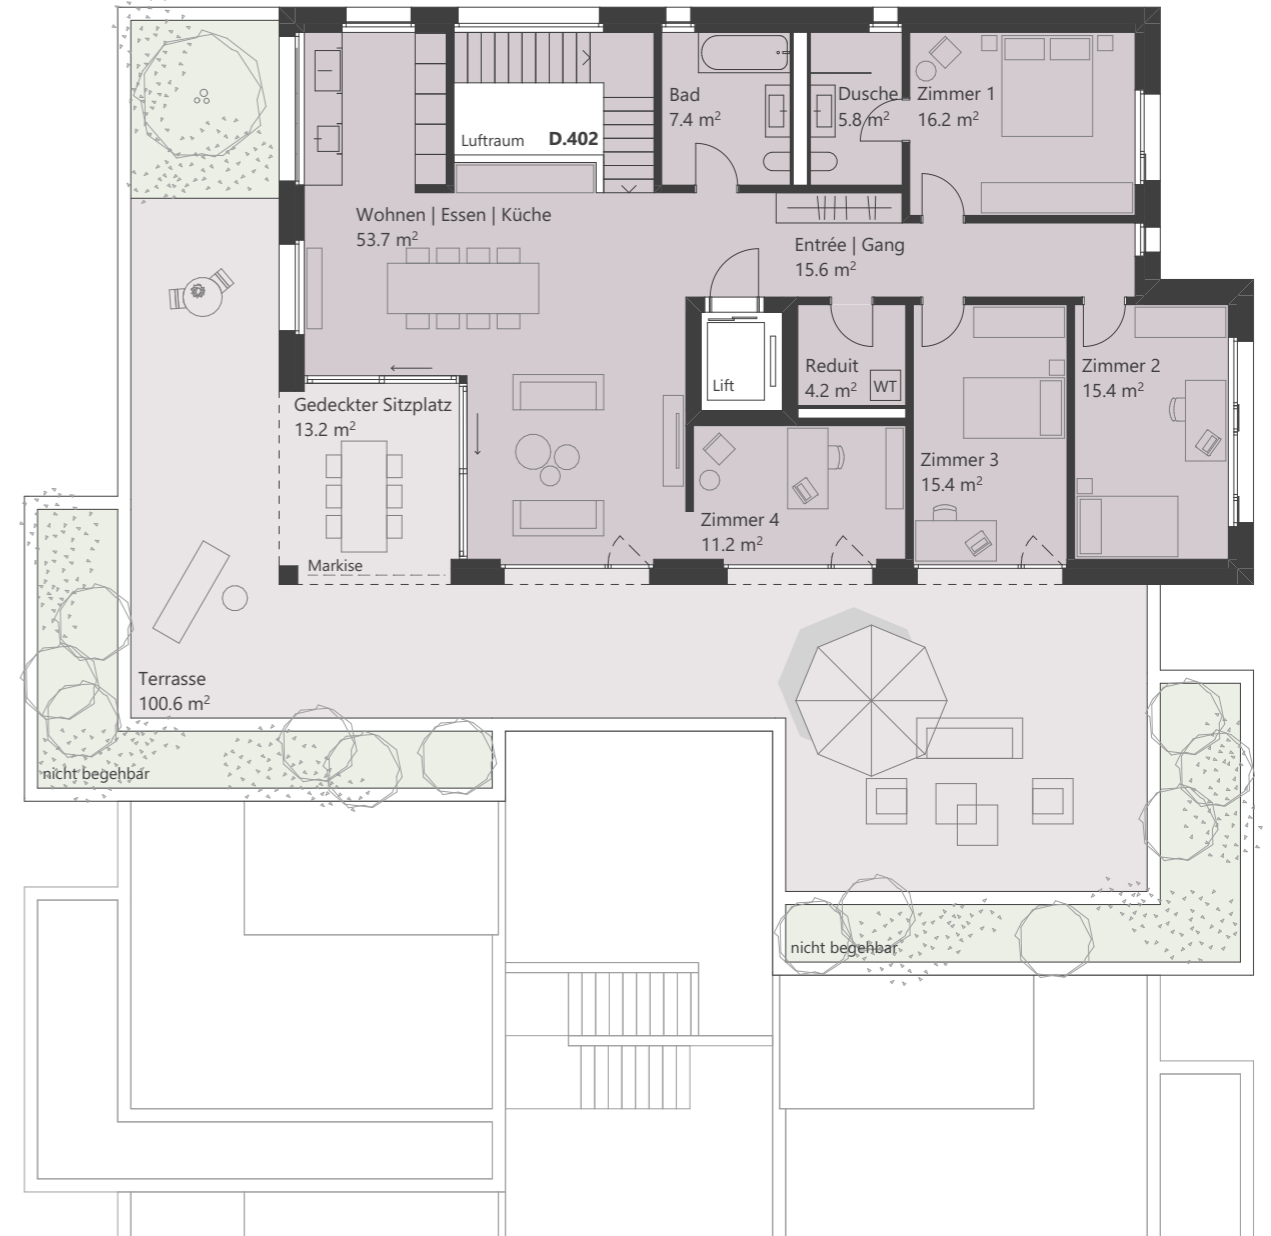 Bad
7.4 m²
Dusche
5.8 m²
Zimmer 1
16.2 m²
Luftraum
D.402
Wohnen | Essen | Küche
53.7 m²
Entrée | Gang
15.6 m²
Reduit
4.2 m²
WT
Lift
Zimmer 2
15.4 m²
Gedeckter Sitzplatz
13.2 m²
Zimmer 3
15.4 m²
Zimmer 4
11.2 m²
Markise
Terrasse
100.6 m²
nicht begehbar
nicht begehbar